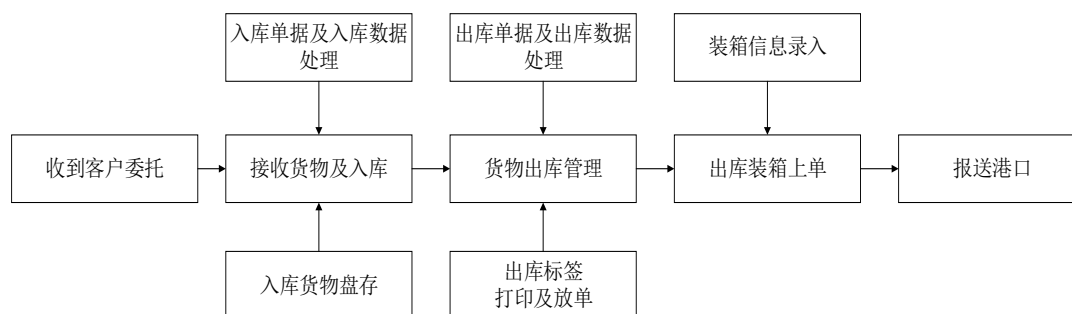 入库单据及入库数据
处理
出库单据及出库数据
处理
装箱信息录入
收到客户委托
接收货物及入库
货物出库管理
出库装箱上单
报送港口
入库货物盘存
出库标签
打印及放单